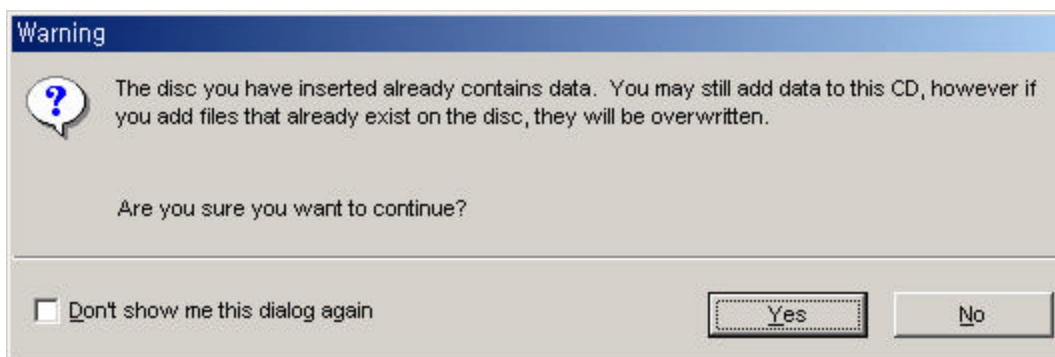 Warning
The disc you have inserted already contains data.  You may still add data to this CD, however if
you add files that already exist on the disc, they will be overwritten.
Are you sure you want to continue?
Don't show me this dialog again
Yes
No